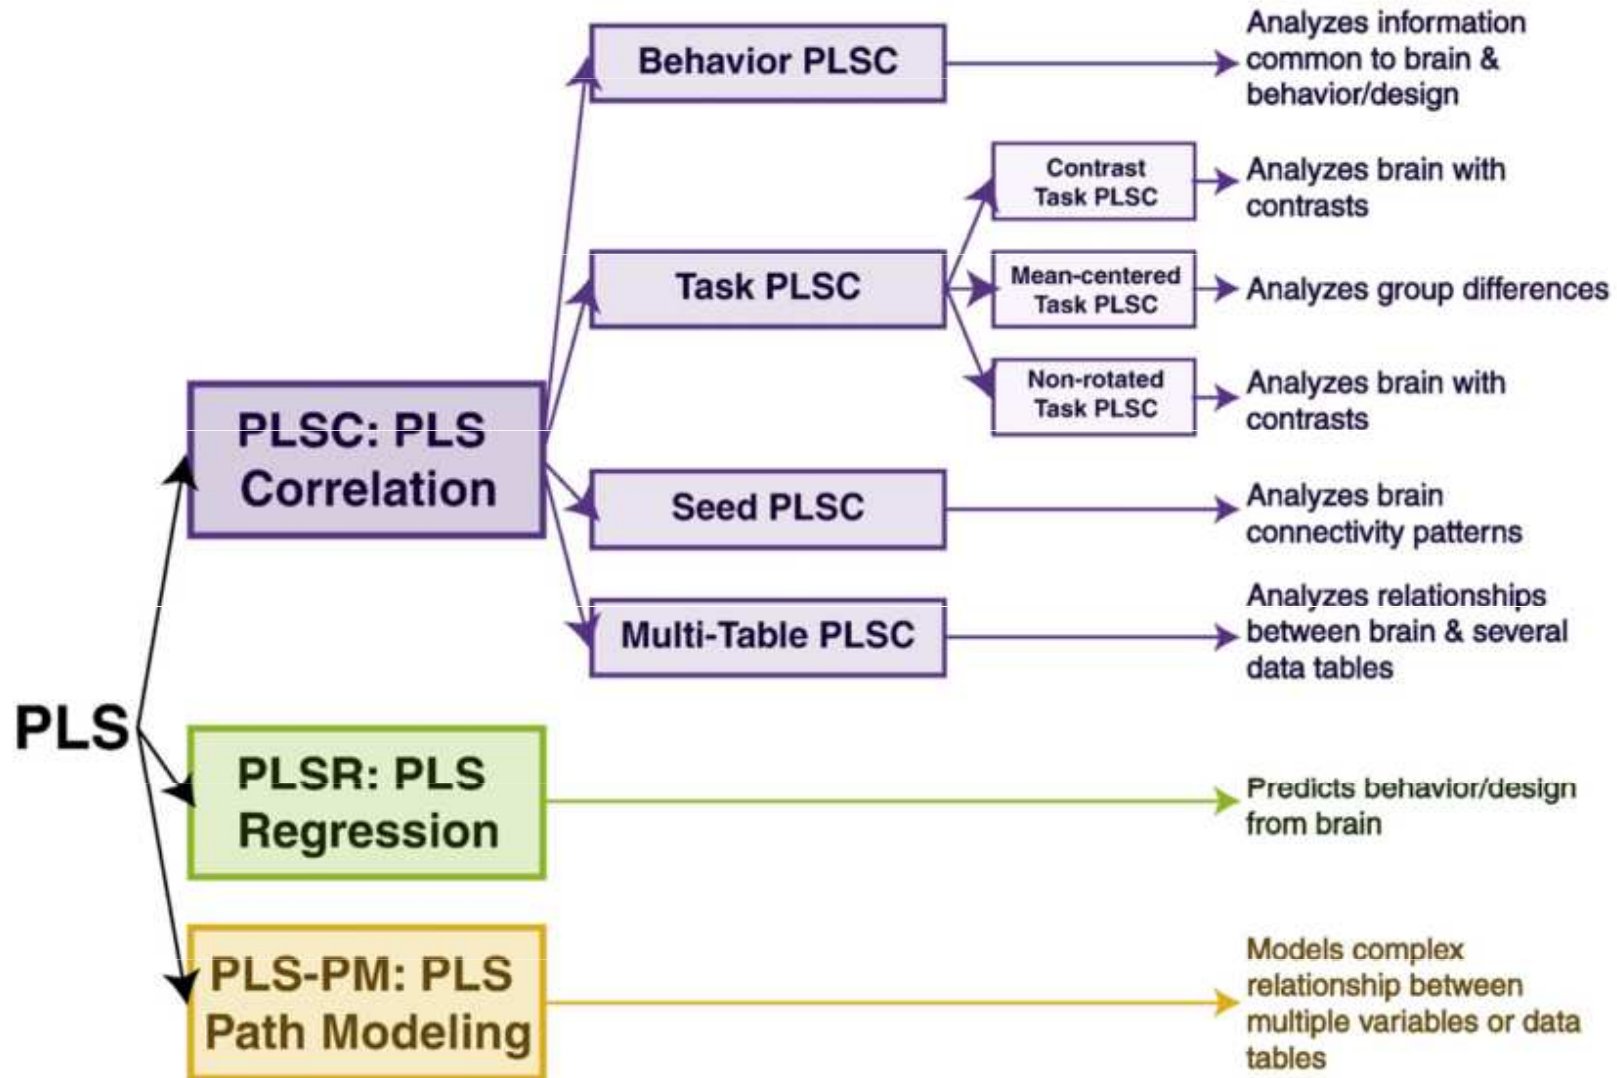 Behavior PLSC
Analyzes information
common to brain &
behavior/design
Contrast
Task PLSC
Analyzes brain with
contrasts
Task PLSC
Mean-centered
Task PLSC
Analyzes group differences
Non-rotated
Task PLSC
Analyzes brain with
contrasts
PLSC: PLS
Correlation
Seed PLSC
Analyzes brain
connectivity patterns
Multi-Table PLSC
Analyzes relationships
between brain & several
data tables
PLS
PLSR: PLS
Regression
Predicts behavior/design
from brain
PLS-PM: PLS
Path Modeling
Models complex
relationship between
multiple variables or data
tables